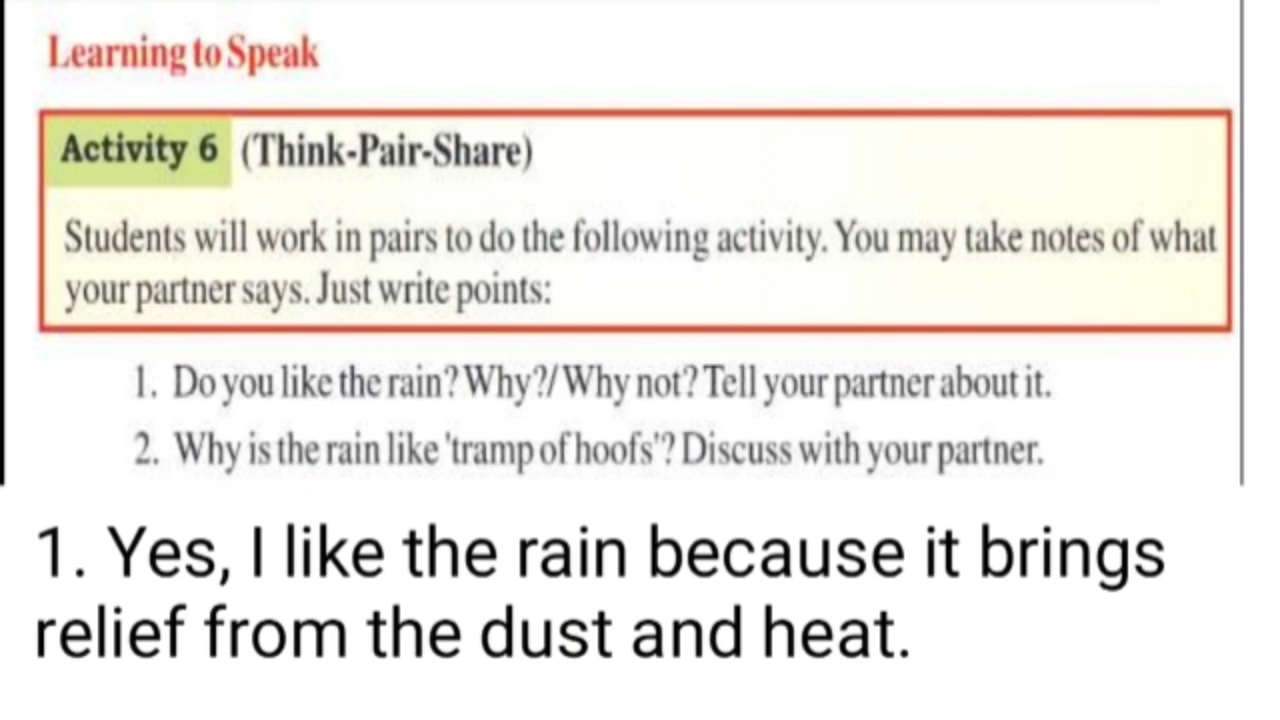 Learning to Speak
Activity 6 (Think-Pair-Share)
Students will work in pairs to do the following activity. You may take notes of what
your partner says. Just write points:
1. Do you like the rain? Why?/ Why not? Tell your partner about it.
2. Why is the rain like 'tramp of hoofs'? Discuss with your partner.
1. Yes, I like the rain because it brings
relief from the dust and heat.